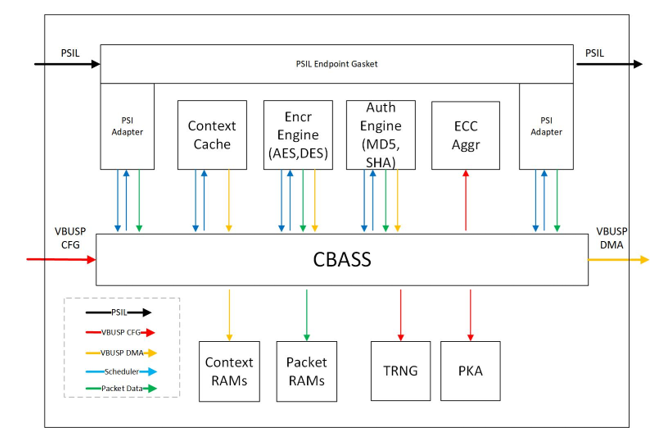 PSIL
PSIL
PSIL Endpoint Gasket
PSI
Adapter
Context
Cache
Encr
Engine
(AES,DES)
Auth
Engine
(MD5,
SHA)
ECC
Aggr
PSI
Adapter
VBUSP
CFG
CBASS
VBUSP
DMA
PSIL
VBUSP CFG
VBUSP DMA
Scheduler
Packet Data
Context
RAMs
Packet
RAMs
TRNG
PKA